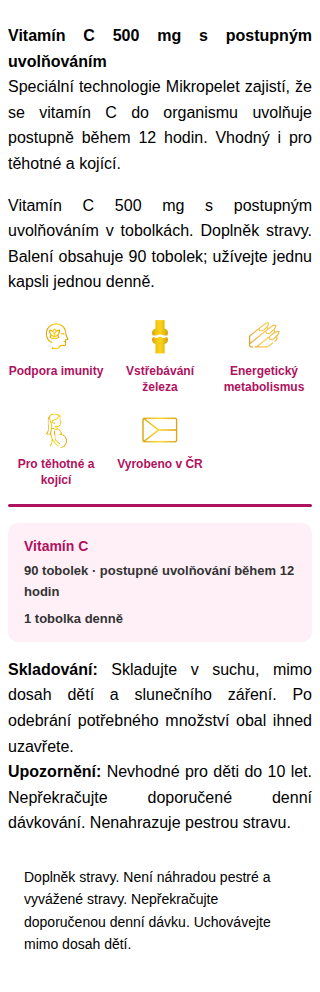 Vitamín C 500 mg s postupným
uvolňováním
Speciální technologie Mikropelet zajistí, že
se vitamín C do organismu uvolňuje
postupně během 12 hodin. Vhodný i pro
těhotné a kojící.
Vitamín C 500 mg s postupným
uvolňováním v tobolkách. Doplněk stravy.
Balení obsahuje 90 tobolek; užívejte jednu
kapsli jednou denně.
Podpora imunity
Vstřebávání
železa
Energetický
metabolismus
Pro těhotné a
kojící
Vyrobeno v ČR
Vitamín C
90 tobolek · postupné uvolňování během 12
hodin
1 tobolka denně
Skladování: Skladujte v suchu, mimo
dosah dětí a slunečního záření. Po
odebrání potřebného množství obal ihned
uzavřete.
Upozornění: Nevhodné pro děti do 10 let.
Nepřekračujte doporučené denní
dávkování. Nenahrazuje pestrou stravu.
Doplněk stravy. Není náhradou pestré a
vyvážené stravy. Nepřekračujte
doporučenou denní dávku. Uchovávejte
mimo dosah dětí.